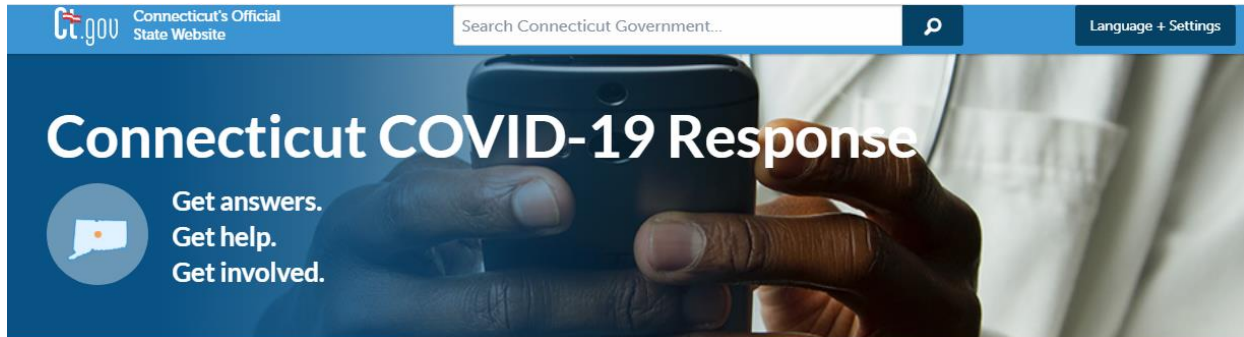 Ct.gov
Connecticut's Official
State Website
Search Connecticut Government...
Language + Settings
Connecticut COVID-19 Response
Get answers.
Get help.
Get involved.